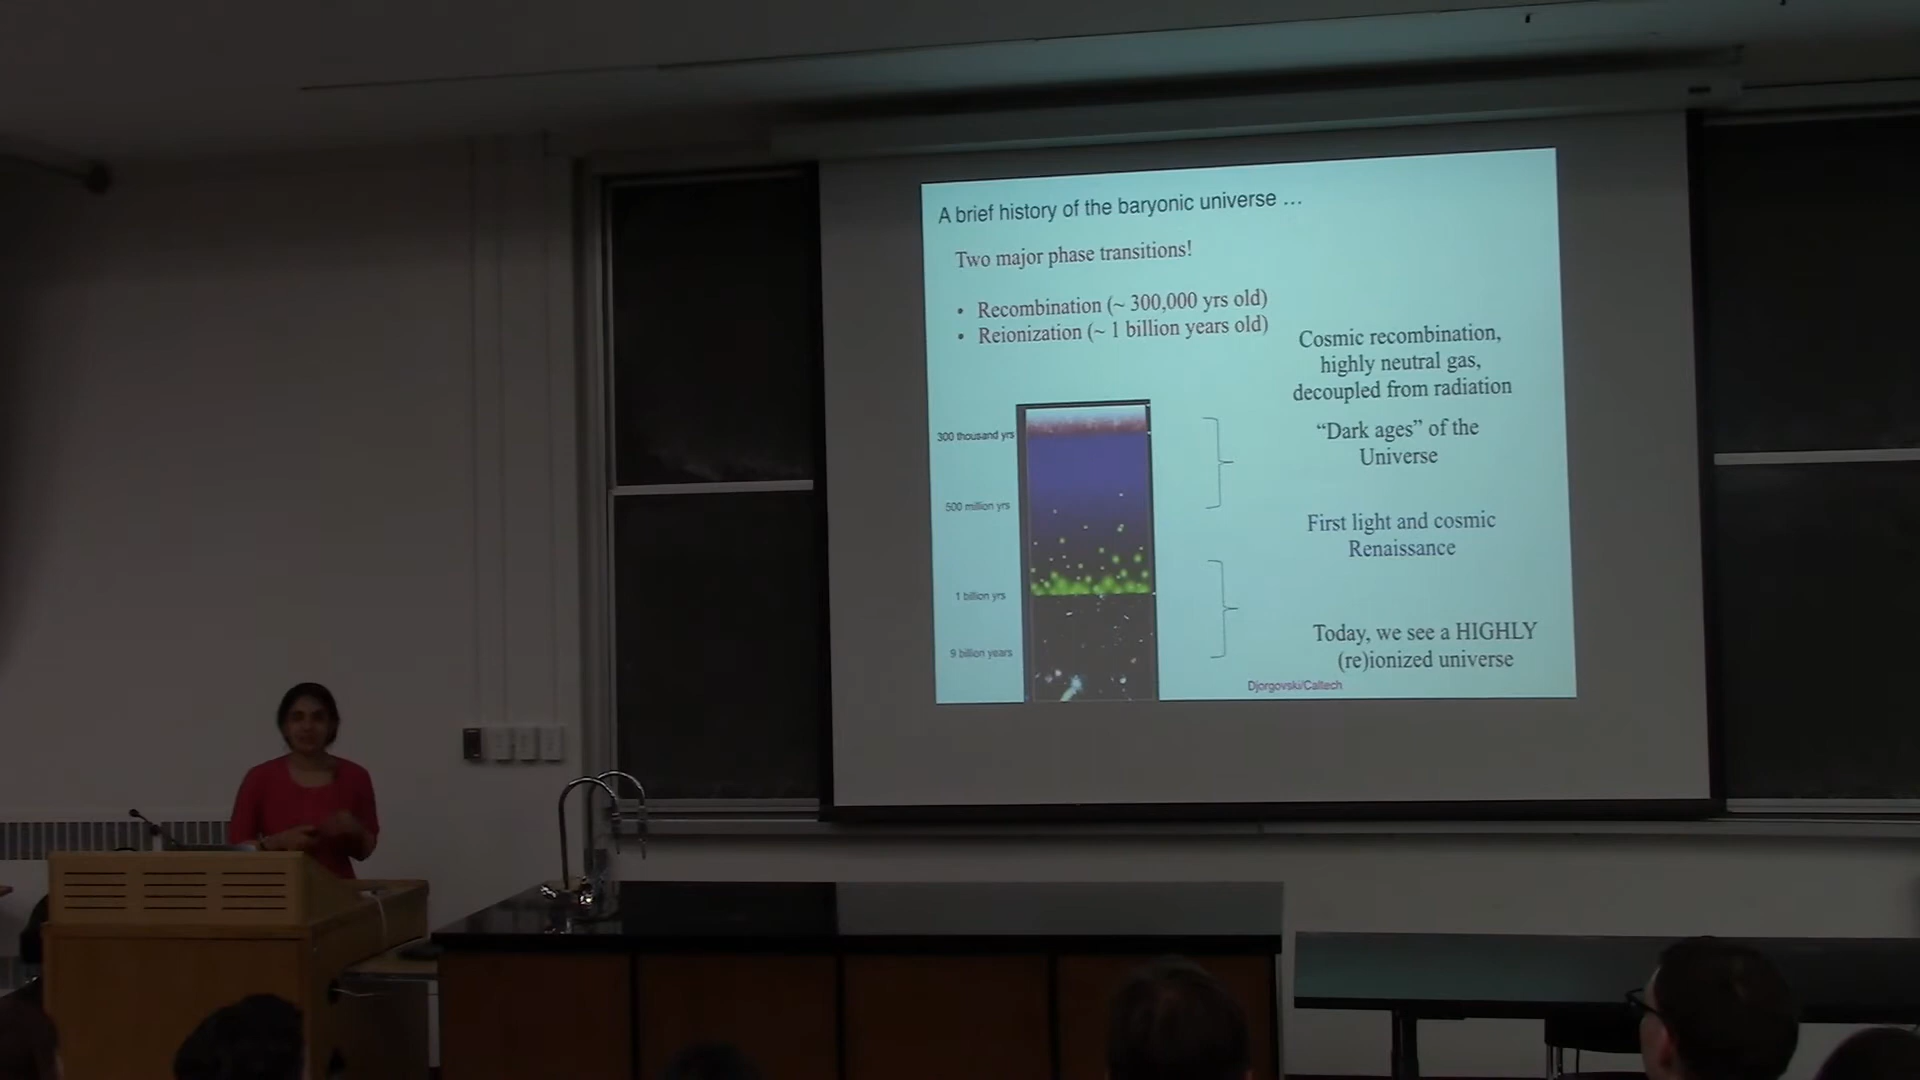 A brief history of the baryonic universe ...
Two major phase transitions!
• Recombination (~ 300,000 yrs old)
• Reionization (~ 1 billion years old)
Cosmic recombination,
highly neutral gas,
decoupled from radiation
300 thousand yrs
“Dark ages” of the
Universe
500 million yrs
First light and cosmic
Renaissance
1 billion yrs
Today, we see a HIGHLY
(re)ionized universe
9 billion years
Djorgovski/Caltech